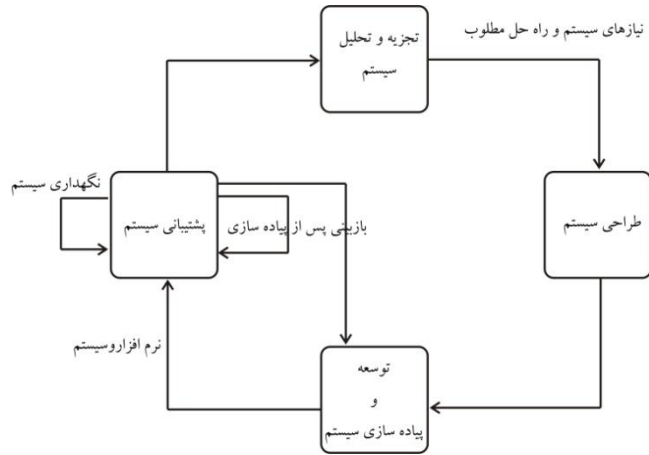 تجزیه و تحلیل
سیستم
نیازهای سیستم و راه حل مطلوب
طراحی سیستم
نگهداری سیستم
پشتیبانی سیستم
بازبینی پس از پیاده سازی
نرم افزاروسیستم
توسعه
و
پیاده سازی سیستم